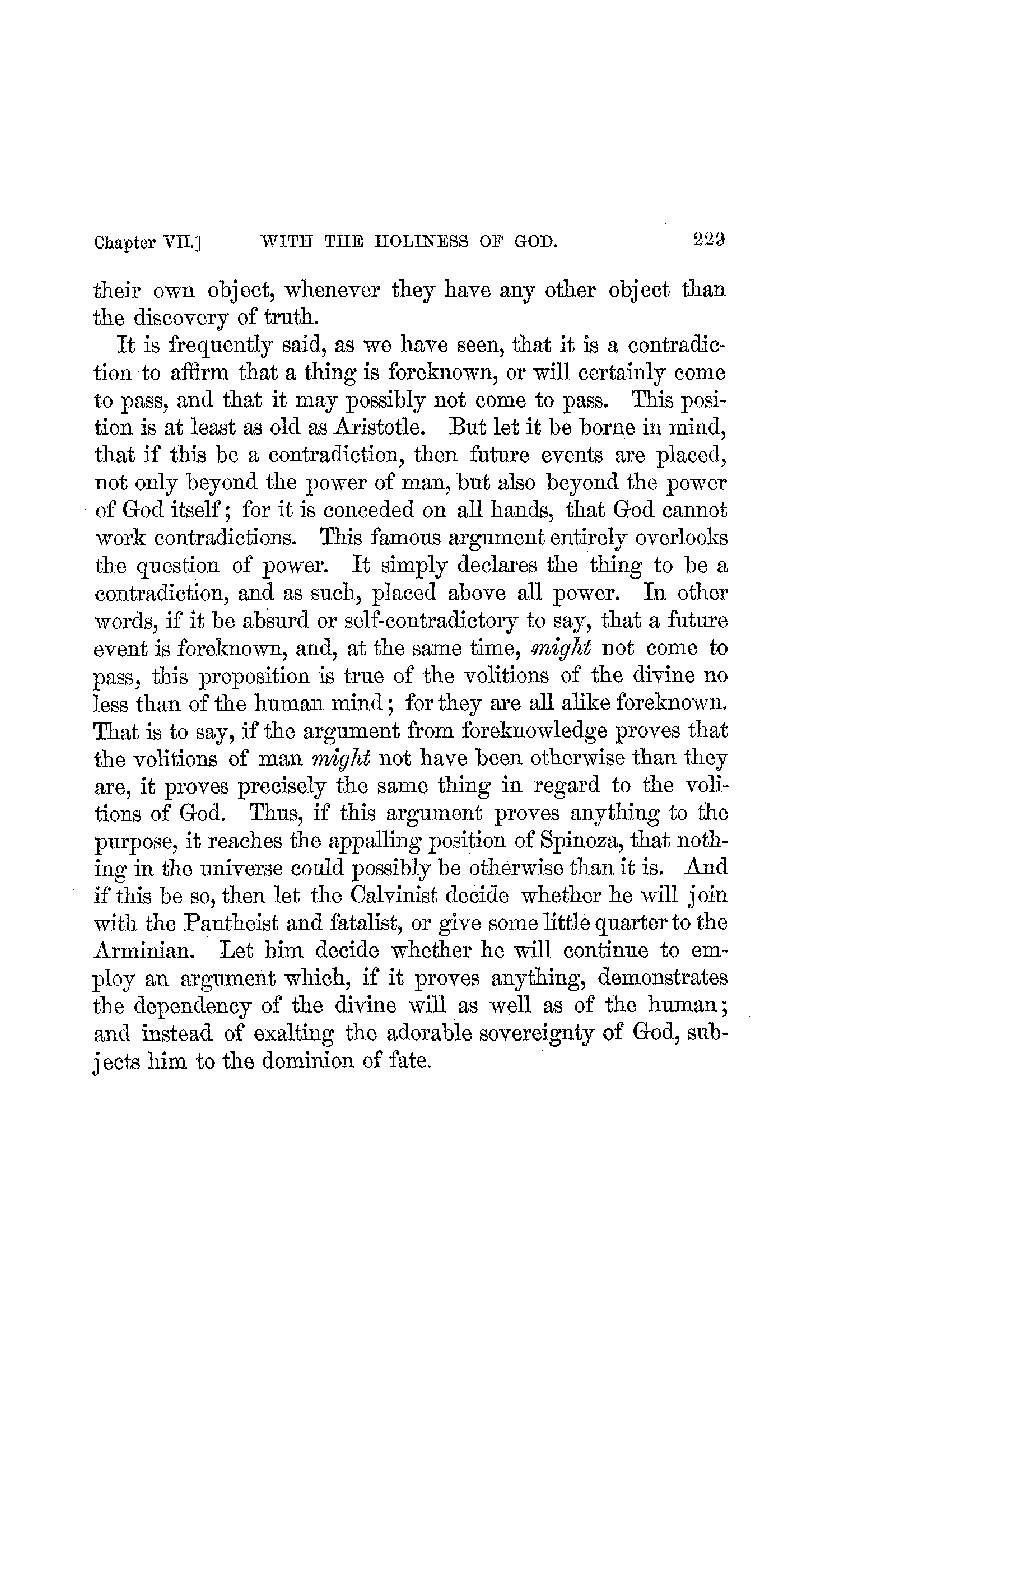 Chapter VII.] WITH THE HOLINESS OF GOD. 223
their own object, whenever they have any other object than
the discovery of truth.
It is frequently said, as we have seen, that it is a contradic-
tion to affirm that a thing is foreknown, or will certainly come
to pass, and that it may possibly not come to pass. This posi-
tion is at least as old as Aristotle. But let it be borne in mind,
that if this be a contradiction, then future events are placed,
not only beyond the power of man, but also beyond the power
of God itself; for it is conceded on all hands, that God cannot
work contradictions. This famous argument entirely overlooks
the question of power. It simply declares the thing to be a
contradiction, and as such, placed above all power. In other
words, if it be absurd or self-contradictory to say, that a future
event is foreknown, and, at the same time, might not come to
pass, this proposition is true of the volitions of the divine no
less than of the human mind; for they are all alike foreknown.
That is to say, if the argument from foreknowledge proves that
the volitions of man might not have been otherwise than they
are, it proves precisely the same thing in regard to the voli-
tions of God. Thus, if this argument proves anything to the
purpose, it reaches the appalling position of Spinoza, that noth-
ing in the universe could possibly be otherwise than it is. And
if this be so, then let the Calvinist decide whether he will join
with the Pantheist and fatalist, or give some little quarter to the
Arminian. Let him decide whether he will continue to em-
ploy an argument which, if it proves anything, demonstrates
the dependency of the divine will as well as of the human;
and instead of exalting the adorable sovereignty of God, sub-
jects him to the dominion of fate.